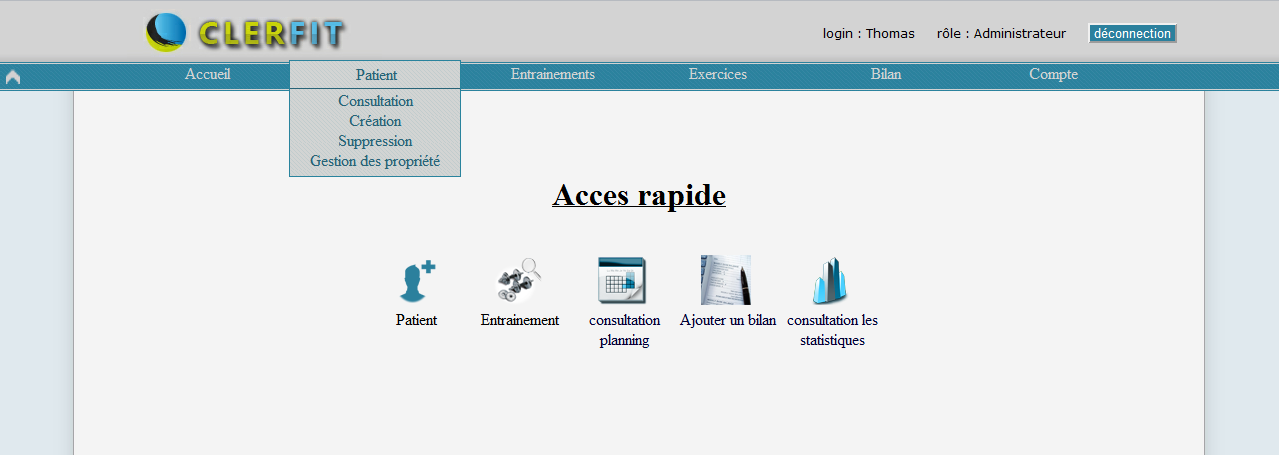 CLERFIT
login : Thomas rôle : Administrateur déconnection
Accueil Patient Entrainements Exercices Bilan Compte
Consultation
Création
Suppression
Gestion des propriété
Acces rapide
Patient Entrainement consultation Ajouter un bilan consultation les
planning statistiques